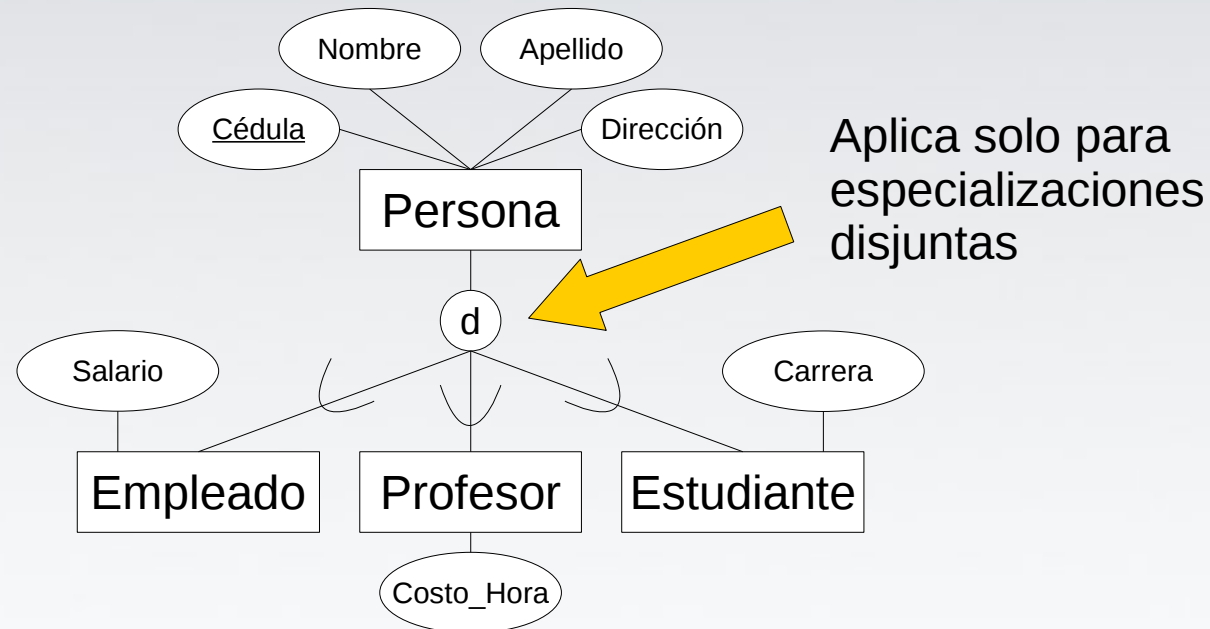 Nombre
Apellido
Cédula
Dirección
Aplica solo para
especializaciones
disjuntas
Persona
d
Salario
Carrera
Empleado
Profesor
Estudiante
Costo_Hora